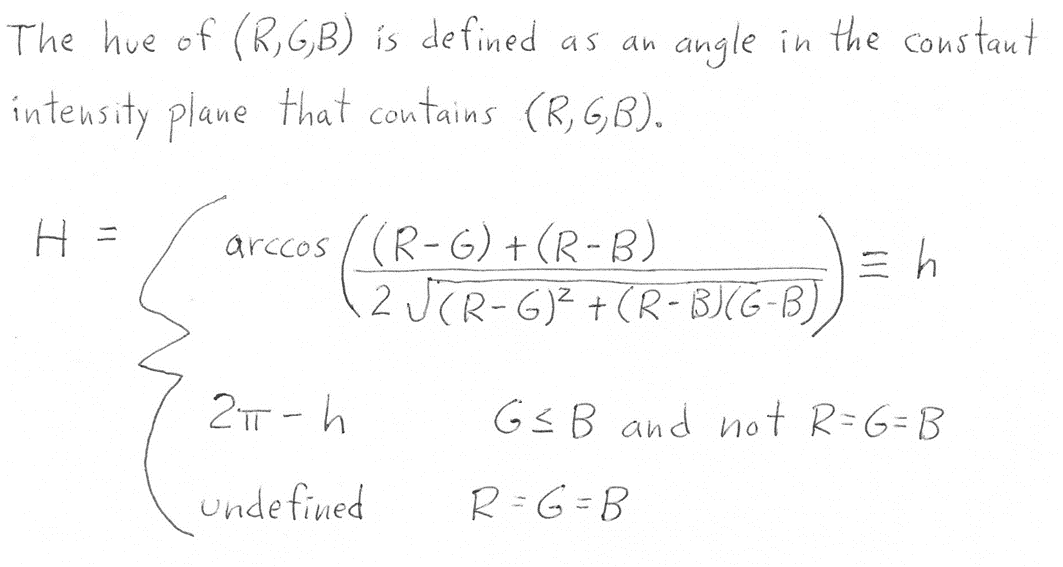 The hue of (R,G,B) is defined as an angle in the constant
intensity plane that contains (R,G,B).
H = { arccos ( ((R-G)+(R-B)) / (2 √((R-G)² + (R-B)(G-B))) ) ≡ h
2π - h G ≤ B and not R=G=B
undefined R=G=B